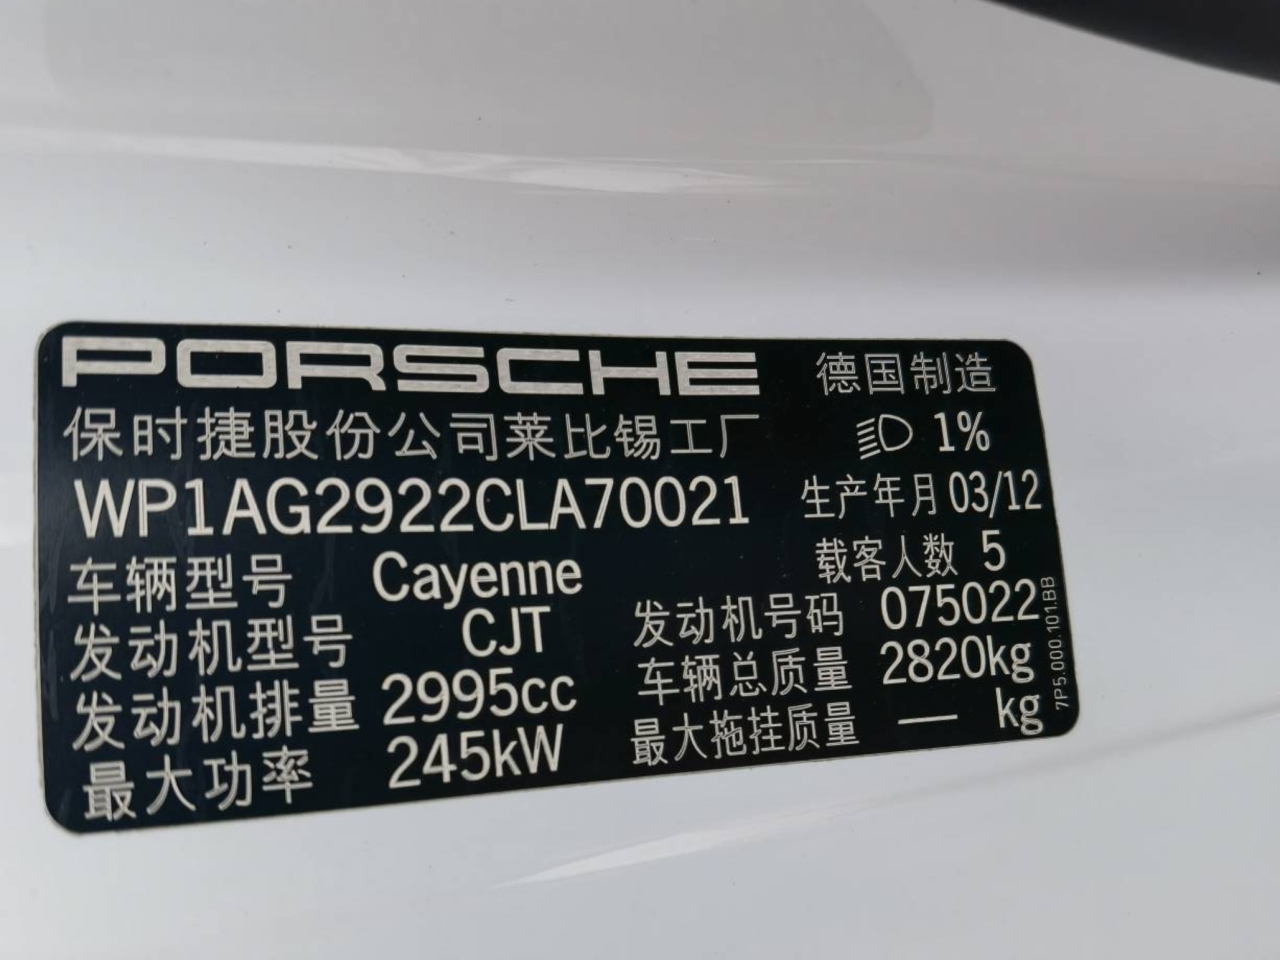 PORSCHE 德国制造
保时捷股份公司莱比锡工厂 1%
WP1AG2922CLA70021 生产年月 03/12
车辆型号 Cayenne 载客人数 5
发动机型号 CJT 发动机号码 075022
发动机排量 2995cc 车辆总质量 2820kg
最大功率 245kW 最大拖挂质量 — kg
7P5.000.101.BB